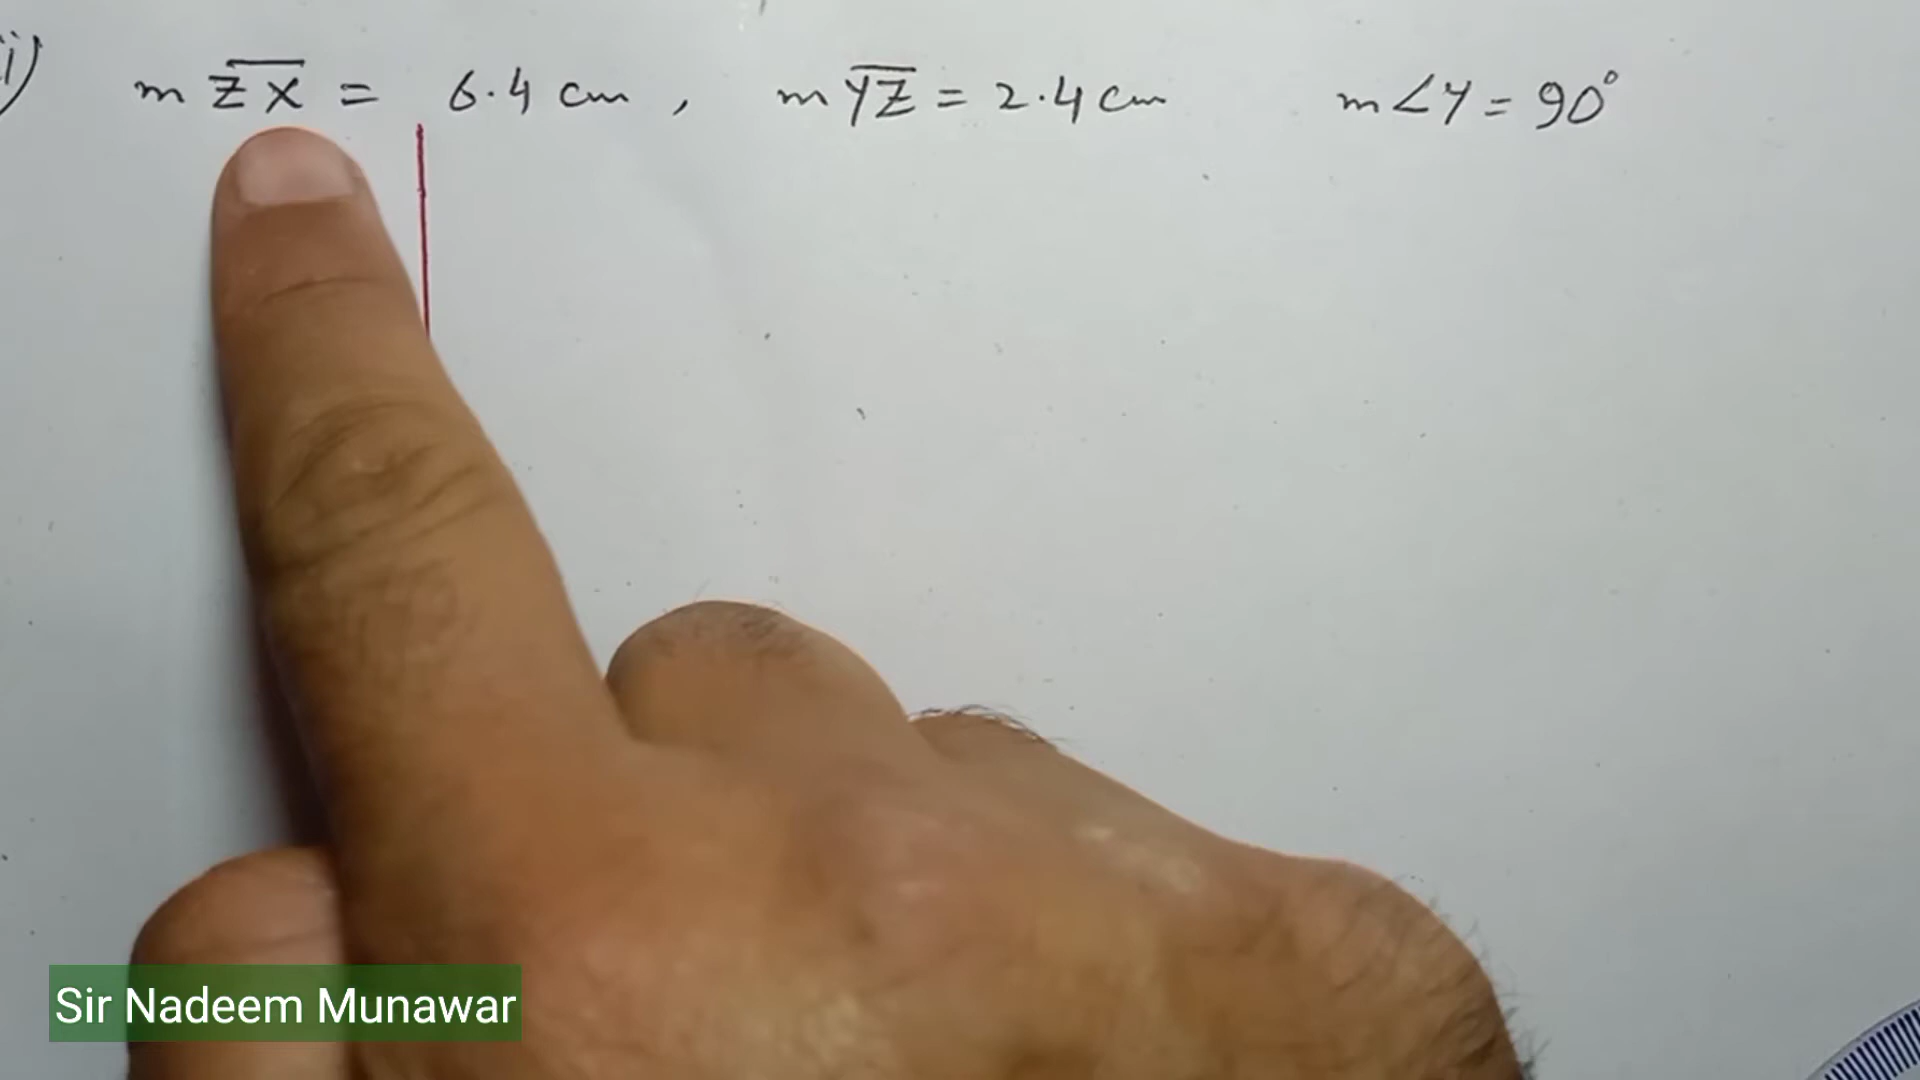 i) m ZX = 6.4 cm , m YZ = 2.4 cm m∠Y = 90°
Sir Nadeem Munawar